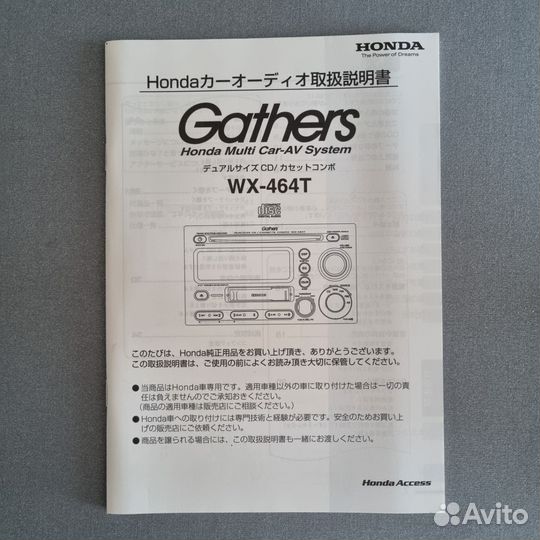 HONDA
The Power of Dreams
Hondaカーオーディオ取扱説明書
Gathers
Honda Multi Car-AV System
デュアルサイズ CD/カセットコンボ
WX-464T
COMPACT
disc
DIGITAL AUDIO
Gathers
このたびは、Honda純正用品をお買い上げ頂き、ありがとうございます。
この取扱説明書は、ご使用の前によくお読み頂き大切に保管してください。
● 当商品はHonda車専用です。適用車種以外の車に取り付けた場合は一切の責
任は負えませんのでご承知おきください。
(商品の適用車種は販売店にご相談ください。)
● Honda車への取り付けには専門技術と経験が必要です。安全のためお買い上
げの販売店にご依頼ください。
● 商品を譲られる場合には、この取扱説明書も一緒にお渡しください。
Honda Access
Avito